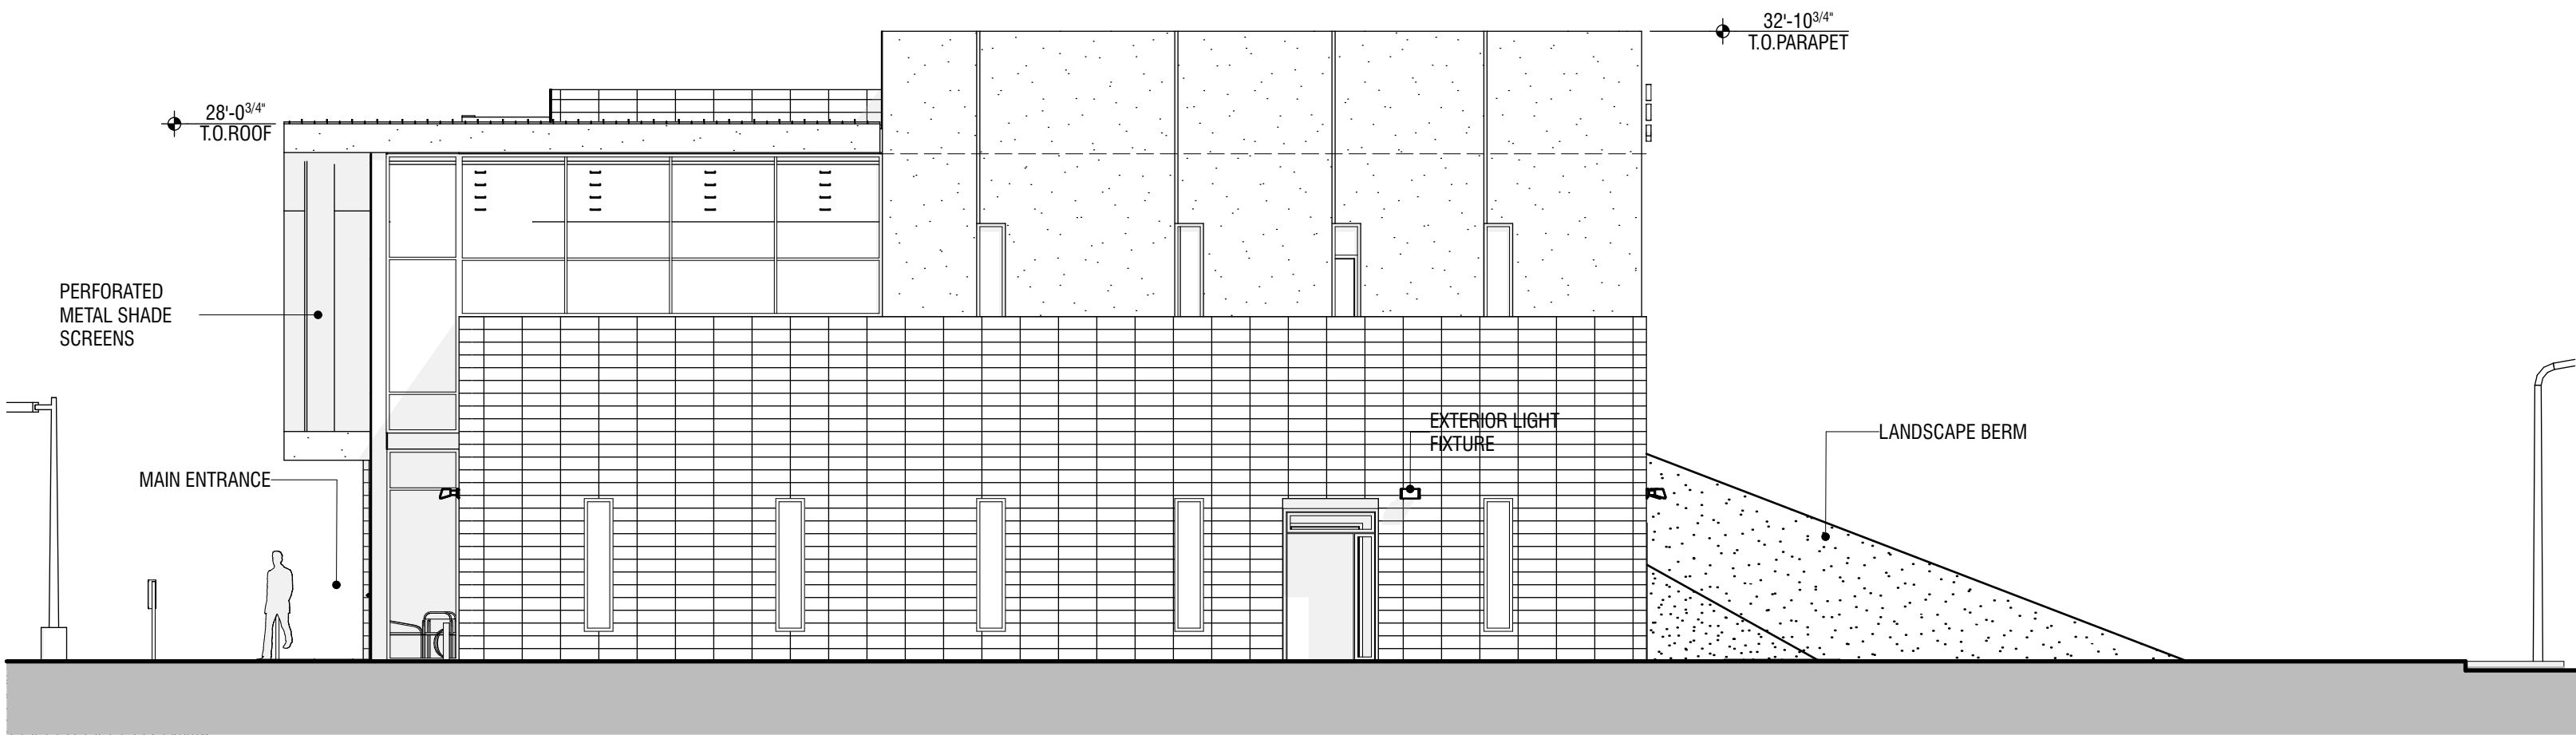 32'-10 3/4"
T.O.PARAPET
28'-0 3/4"
T.O.ROOF
PERFORATED
METAL SHADE
SCREENS
EXTERIOR LIGHT
FIXTURE
LANDSCAPE BERM
MAIN ENTRANCE